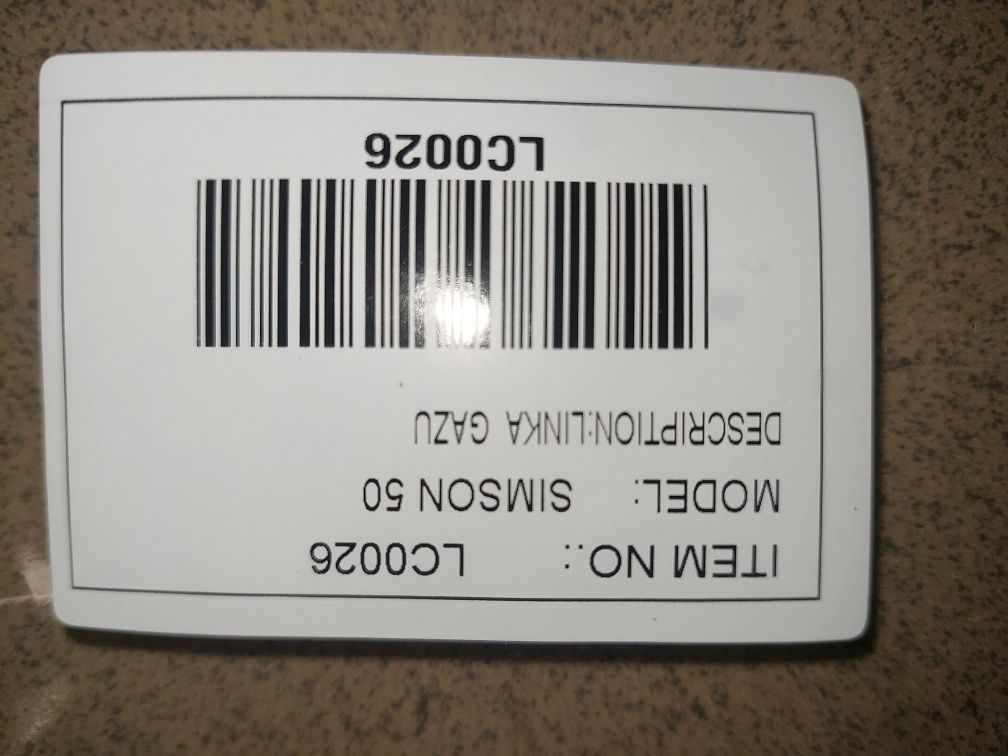 ITEM NO.: LC0026
MODEL: SIMSON 50
DESCRIPTION:LINKA GAZU
LC0026